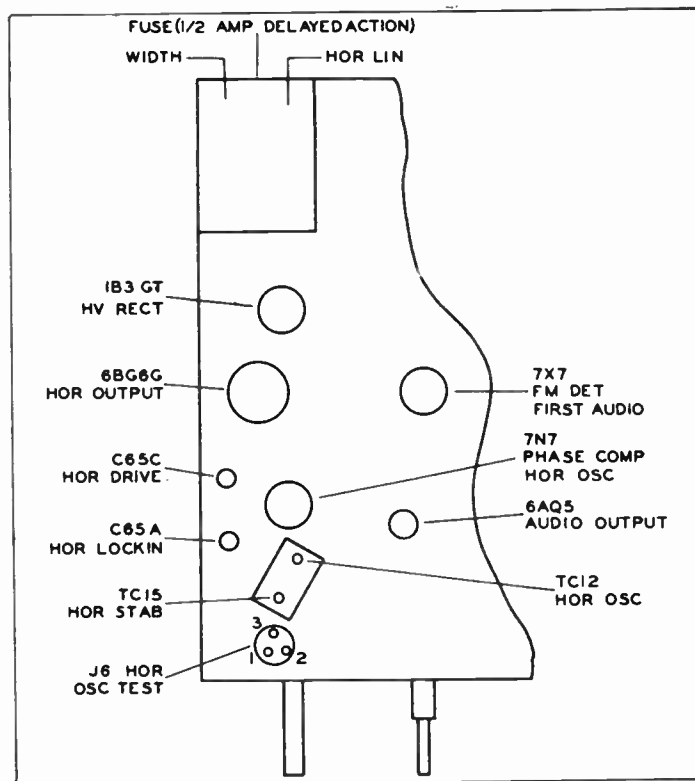 FUSE (1/2 AMP DELAYED ACTION)
WIDTH
HOR LIN
1B3 GT
HV RECT
6BG6G
HOR OUTPUT
7X7
FM DET
FIRST AUDIO
C65C
HOR DRIVE
7N7
PHASE COMP
HOR OSC
6AQ5
AUDIO OUTPUT
C65A
HOR LOCKIN
TC15
HOR STAB
TC12
HOR OSC
3
1
2
J6 HOR
OSC TEST